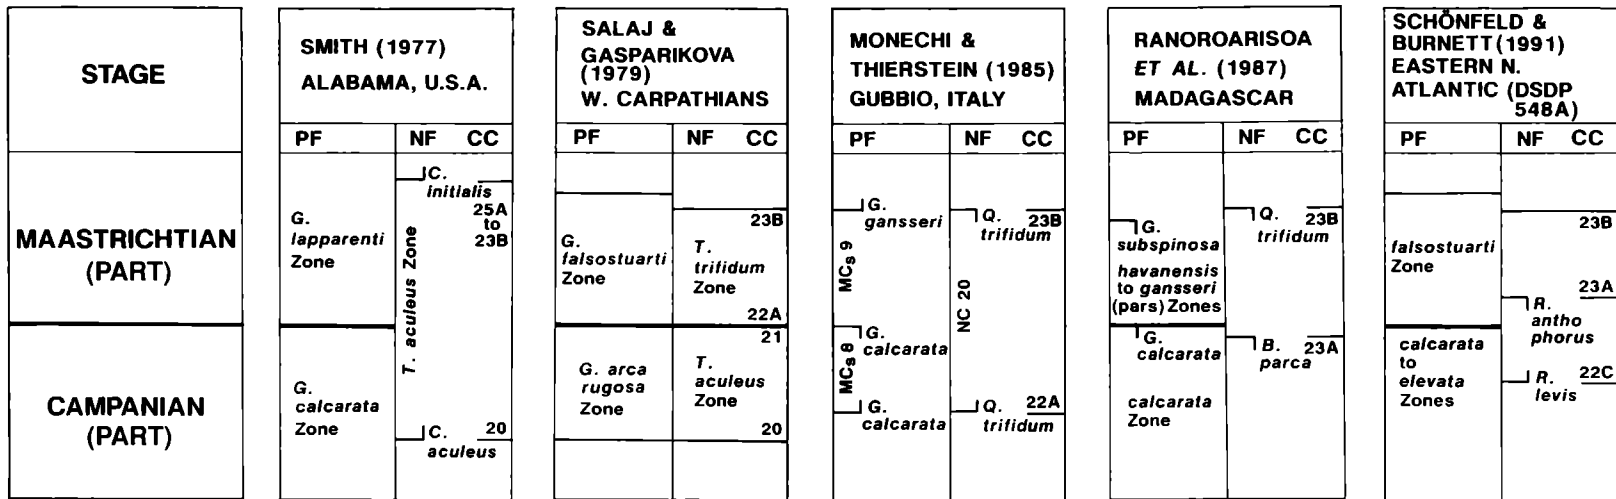 STAGE
MAASTRICHTIAN
(PART)
CAMPANIAN
(PART)
SMITH (1977)
ALABAMA, U.S.A.
PF NF CC
G.
lapparenti
Zone
G.
calcarata
Zone
T. aculeus Zone
C.
initialis
25A
to
23B
C. 20
aculeus
SALAJ &
GASPARIKOVA
(1979)
W. CARPATHIANS
PF NF CC
G.
falsostuarti
Zone
G. arca
rugosa
Zone
23B
T.
trifidum
Zone
22A
21
T.
aculeus
Zone
20
MONECHI &
THIERSTEIN (1985)
GUBBIO, ITALY
PF NF CC
MCs 9
MCs 8
G.
gansseri
G.
calcarata
G.
calcarata
NC 20
Q. 23B
trifidum
Q. 22A
trifidum
RANOROARISOA
ET AL. (1987)
MADAGASCAR
PF NF CC
G.
subspinosa
havanensis
to gansseri
(pars) Zones
G.
calcarata
calcarata
Zone
Q. 23B
trifidum
B. 23A
parca
SCHÖNFELD &
BURNETT (1991)
EASTERN N.
ATLANTIC (DSDP
548A)
PF NF CC
falsostuarti
Zone
calcarata
to
elevata
Zones
23B
23A
R.
antho
phorus
R. 22C
levis